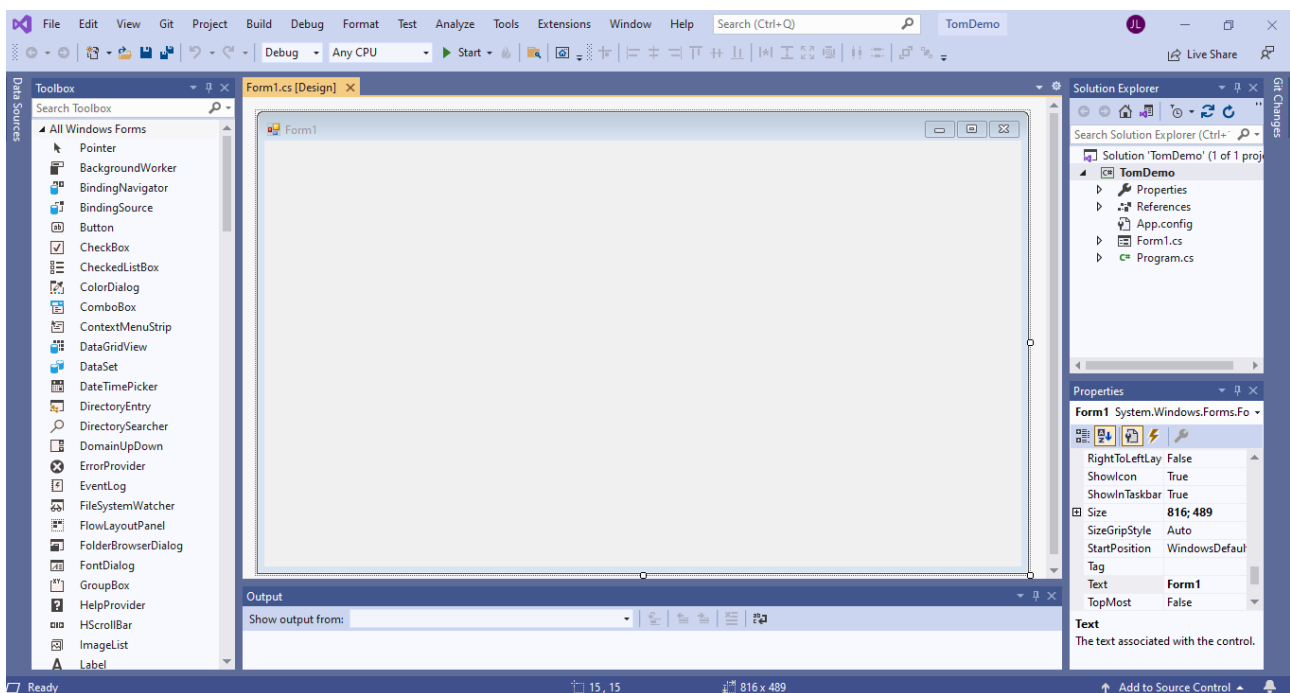 File Edit View Git Project Build Debug Format Test Analyze Tools Extensions Window Help Search (Ctrl+Q) TomDemo JL
Debug Any CPU Start Live Share
Data Sources
Toolbox
Search Toolbox
All Windows Forms
Pointer
BackgroundWorker
BindingNavigator
BindingSource
Button
CheckBox
CheckedListBox
ColorDialog
ComboBox
ContextMenuStrip
DataGridView
DataSet
DateTimePicker
DirectoryEntry
DirectorySearcher
DomainUpDown
ErrorProvider
EventLog
FileSystemWatcher
FlowLayoutPanel
FolderBrowserDialog
FontDialog
GroupBox
HelpProvider
HScrollBar
ImageList
Label
Form1.cs [Design]
Form1
Output
Show output from:
Solution Explorer
Search Solution Explorer (Ctrl+
Solution 'TomDemo' (1 of 1 proj
C# TomDemo
Properties
References
App.config
Form1.cs
C# Program.cs
Git Changes
Properties
Form1 System.Windows.Forms.Fo
RightToLeftLay False
ShowIcon True
ShowInTaskbar True
Size 816; 489
SizeGripStyle Auto
StartPosition WindowsDefaul
Tag
Text Form1
TopMost False
Text
The text associated with the control.
Ready 15, 15 816 x 489 Add to Source Control